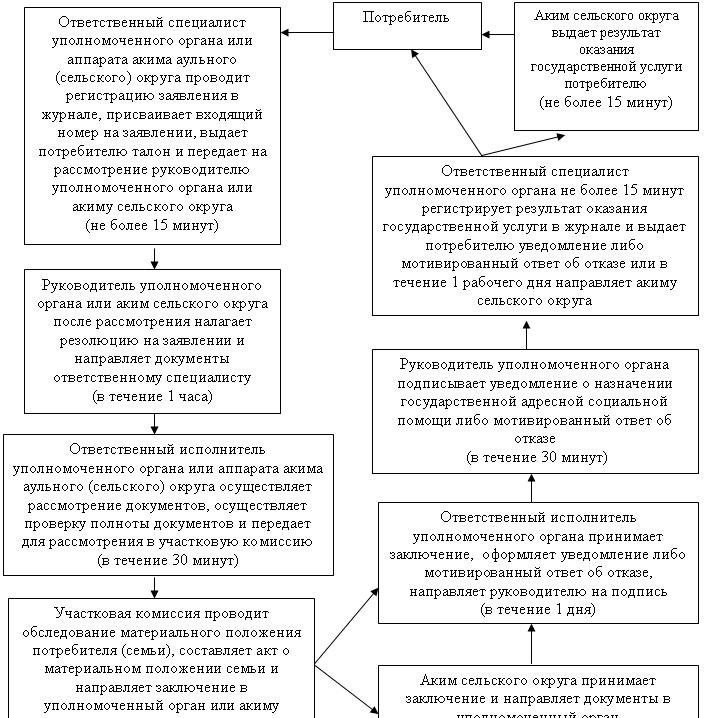 Ответственный специалист
уполномоченного органа или
аппарата акима аульного
(сельского) округа проводит
регистрацию заявления в
журнале, присваивает входящий
номер на заявлении, выдает
потребителю талон и передает на
рассмотрение руководителю
уполномоченного органа или
акиму сельского округа
(не более 15 минут)
Руководитель уполномоченного
органа или аким сельского округа
после рассмотрения налагает
резолюцию на заявлении и
направляет документы
ответственному специалисту
(в течение 1 часа)
Ответственный исполнитель
уполномоченного органа или аппарата акима
аульного (сельского) округа осуществляет
рассмотрение документов, осуществляет
проверку полноты документов и передает
для рассмотрения в участковую комиссию
(в течение 30 минут)
Участковая комиссия проводит
обследование материального положения
потребителя (семьи), составляет акт о
материальном положении семьи и
направляет заключение в
уполномоченный орган или акиму
Аким сельского округа принимает
заключение и направляет документы в
уполномоченный орган
Ответственный исполнитель
уполномоченного органа принимает
заключение, оформляет уведомление либо
мотивированный ответ об отказе,
направляет руководителю на подпись
(в течение 1 дня)
Руководитель уполномоченного органа
подписывает уведомление о назначении
государственной адресной социальной
помощи либо мотивированный ответ об
отказе
(в течение 30 минут)
Ответственный специалист
уполномоченного органа не более 15 минут
регистрирует результат оказания
государственной услуги в журнале и выдает
потребителю уведомление либо
мотивированный ответ об отказе или в
течение 1 рабочего дня направляет акиму
сельского округа
Аким сельского округа
выдает результат
оказания
государственной услуги
потребителю
(не более 15 минут)
Потребитель